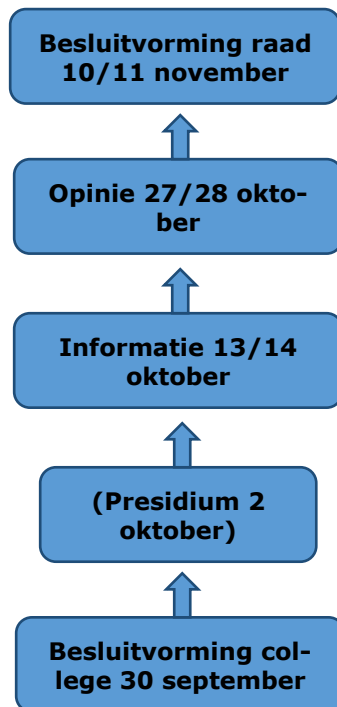 Besluitvorming raad
10/11 november
Opinie 27/28 okto-
ber
Informatie 13/14
oktober
(Presidium 2
oktober)
Besluitvorming col-
lege 30 september